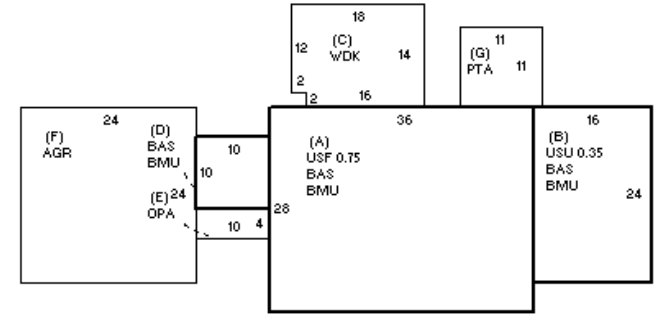 18
12
(C)
WDK
14
2
2
16
11
(G)
PTA
11
24
(F)
AGR
(D)
BAS
BMU
10
10
24
(E)
OPA
10
4
36
(A)
USF 0.75
BAS
BMU
28
16
(B)
USU 0.35
BAS
BMU
24